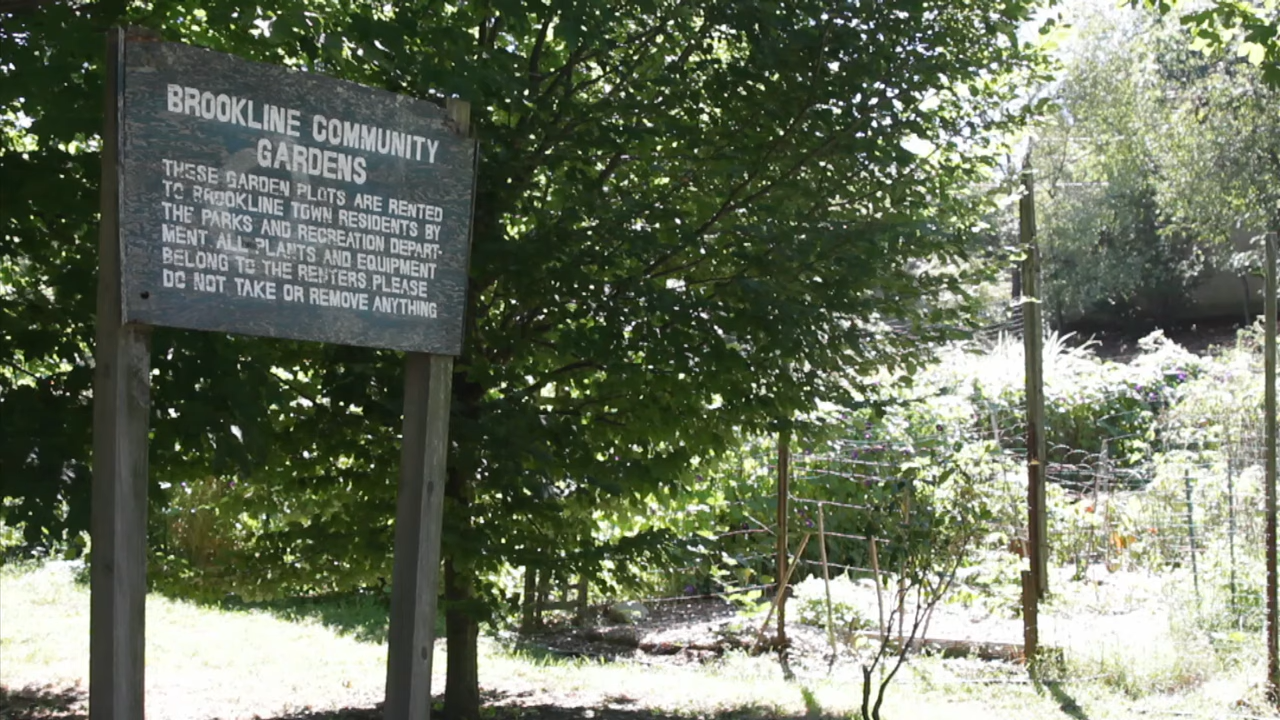 BROOKLINE COMMUNITY
GARDENS
THESE GARDEN PLOTS ARE RENTED
TO BROOKLINE TOWN RESIDENTS BY
THE PARKS AND RECREATION DEPART-
MENT. ALL PLANTS AND EQUIPMENT
BELONG TO THE RENTERS PLEASE
DO NOT TAKE OR REMOVE ANYTHING